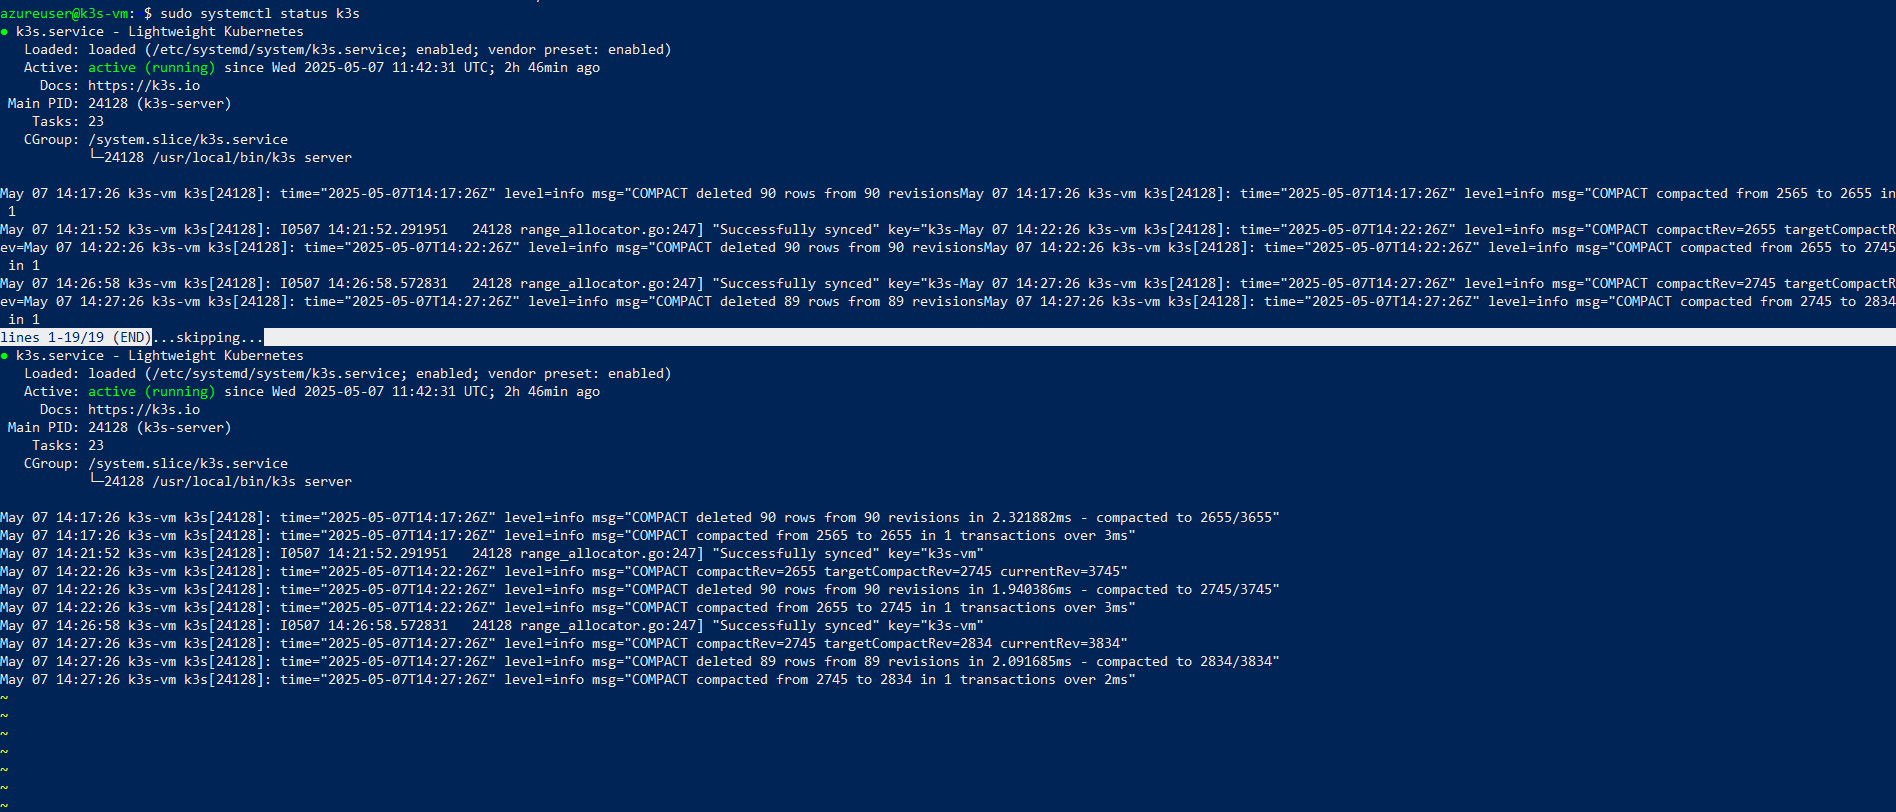 azureuser@k3s-vm: $ sudo systemctl status k3s
● k3s.service - Lightweight Kubernetes
   Loaded: loaded (/etc/systemd/system/k3s.service; enabled; vendor preset: enabled)
   Active: active (running) since Wed 2025-05-07 11:42:31 UTC; 2h 46min ago
     Docs: https://k3s.io
 Main PID: 24128 (k3s-server)
    Tasks: 23
   CGroup: /system.slice/k3s.service
           └─24128 /usr/local/bin/k3s server
May 07 14:17:26 k3s-vm k3s[24128]: time="2025-05-07T14:17:26Z" level=info msg="COMPACT deleted 90 rows from 90 revisionsMay 07 14:17:26 k3s-vm k3s[24128]: time="2025-05-07T14:17:26Z" level=info msg="COMPACT compacted from 2565 to 2655 in
 1
May 07 14:21:52 k3s-vm k3s[24128]: I0507 14:21:52.291951   24128 range_allocator.go:247] "Successfully synced" key="k3s-May 07 14:22:26 k3s-vm k3s[24128]: time="2025-05-07T14:22:26Z" level=info msg="COMPACT compactRev=2655 targetCompactR
ev=May 07 14:22:26 k3s-vm k3s[24128]: time="2025-05-07T14:22:26Z" level=info msg="COMPACT deleted 90 rows from 90 revisionsMay 07 14:22:26 k3s-vm k3s[24128]: time="2025-05-07T14:22:26Z" level=info msg="COMPACT compacted from 2655 to 2745
 in 1
May 07 14:26:58 k3s-vm k3s[24128]: I0507 14:26:58.572831   24128 range_allocator.go:247] "Successfully synced" key="k3s-May 07 14:27:26 k3s-vm k3s[24128]: time="2025-05-07T14:27:26Z" level=info msg="COMPACT compactRev=2745 targetCompactR
ev=May 07 14:27:26 k3s-vm k3s[24128]: time="2025-05-07T14:27:26Z" level=info msg="COMPACT deleted 89 rows from 89 revisionsMay 07 14:27:26 k3s-vm k3s[24128]: time="2025-05-07T14:27:26Z" level=info msg="COMPACT compacted from 2745 to 2834
 in 1
lines 1-19/19 (END)...skipping...
● k3s.service - Lightweight Kubernetes
   Loaded: loaded (/etc/systemd/system/k3s.service; enabled; vendor preset: enabled)
   Active: active (running) since Wed 2025-05-07 11:42:31 UTC; 2h 46min ago
     Docs: https://k3s.io
 Main PID: 24128 (k3s-server)
    Tasks: 23
   CGroup: /system.slice/k3s.service
           └─24128 /usr/local/bin/k3s server
May 07 14:17:26 k3s-vm k3s[24128]: time="2025-05-07T14:17:26Z" level=info msg="COMPACT deleted 90 rows from 90 revisions in 2.321882ms - compacted to 2655/3655"
May 07 14:17:26 k3s-vm k3s[24128]: time="2025-05-07T14:17:26Z" level=info msg="COMPACT compacted from 2565 to 2655 in 1 transactions over 3ms"
May 07 14:21:52 k3s-vm k3s[24128]: I0507 14:21:52.291951   24128 range_allocator.go:247] "Successfully synced" key="k3s-vm"
May 07 14:22:26 k3s-vm k3s[24128]: time="2025-05-07T14:22:26Z" level=info msg="COMPACT compactRev=2655 targetCompactRev=2745 currentRev=3745"
May 07 14:22:26 k3s-vm k3s[24128]: time="2025-05-07T14:22:26Z" level=info msg="COMPACT deleted 90 rows from 90 revisions in 1.940386ms - compacted to 2745/3745"
May 07 14:22:26 k3s-vm k3s[24128]: time="2025-05-07T14:22:26Z" level=info msg="COMPACT compacted from 2655 to 2745 in 1 transactions over 3ms"
May 07 14:26:58 k3s-vm k3s[24128]: I0507 14:26:58.572831   24128 range_allocator.go:247] "Successfully synced" key="k3s-vm"
May 07 14:27:26 k3s-vm k3s[24128]: time="2025-05-07T14:27:26Z" level=info msg="COMPACT compactRev=2745 targetCompactRev=2834 currentRev=3834"
May 07 14:27:26 k3s-vm k3s[24128]: time="2025-05-07T14:27:26Z" level=info msg="COMPACT deleted 89 rows from 89 revisions in 2.091685ms - compacted to 2834/3834"
May 07 14:27:26 k3s-vm k3s[24128]: time="2025-05-07T14:27:26Z" level=info msg="COMPACT compacted from 2745 to 2834 in 1 transactions over 2ms"
~
~
~
~
~
~
~